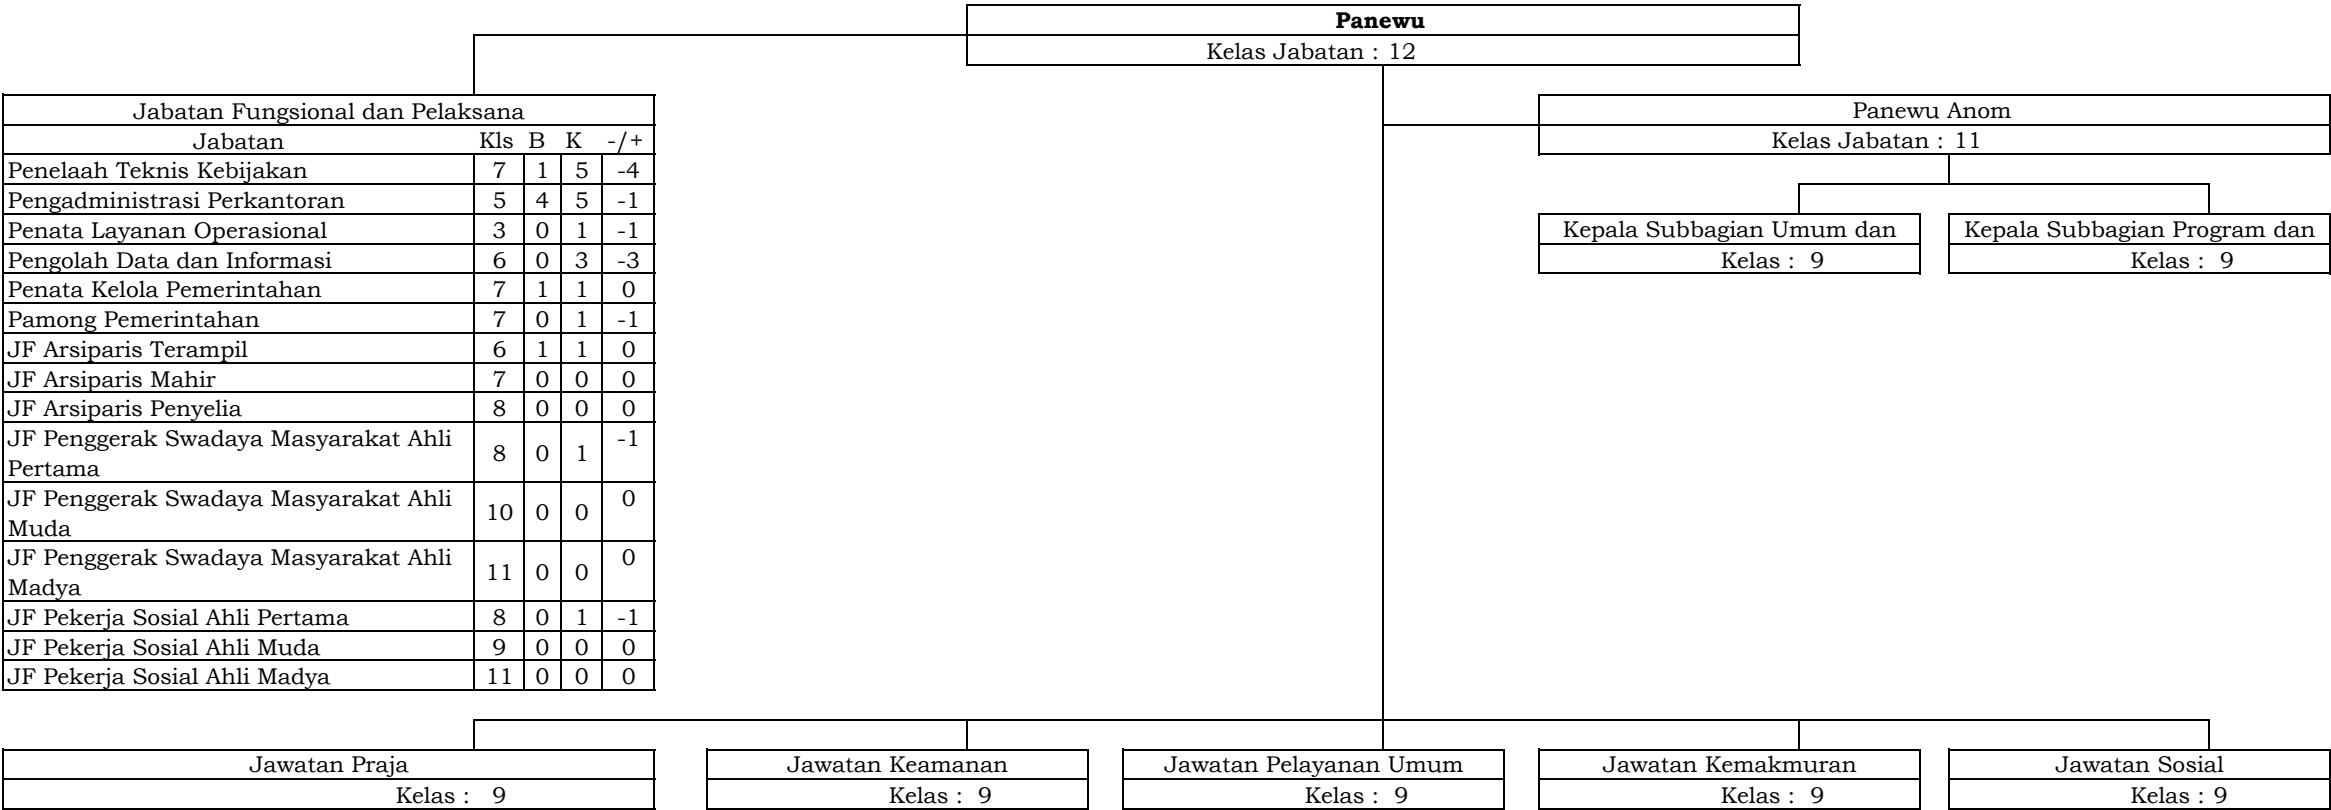 Panewu
Kelas Jabatan : 12
Jabatan Fungsional dan Pelaksana
Jabatan Kls B K -/+
Penelaah Teknis Kebijakan 7 1 5 -4
Pengadministrasi Perkantoran 5 4 5 -1
Penata Layanan Operasional 3 0 1 -1
Pengolah Data dan Informasi 6 0 3 -3
Penata Kelola Pemerintahan 7 1 1 0
Pamong Pemerintahan 7 0 1 -1
JF Arsiparis Terampil 6 1 1 0
JF Arsiparis Mahir 7 0 0 0
JF Arsiparis Penyelia 8 0 0 0
JF Penggerak Swadaya Masyarakat Ahli
Pertama 8 0 1 -1
JF Penggerak Swadaya Masyarakat Ahli
Muda 10 0 0 0
JF Penggerak Swadaya Masyarakat Ahli
Madya 11 0 0 0
JF Pekerja Sosial Ahli Pertama 8 0 1 -1
JF Pekerja Sosial Ahli Muda 9 0 0 0
JF Pekerja Sosial Ahli Madya 11 0 0 0
Panewu Anom
Kelas Jabatan : 11
Kepala Subbagian Umum dan
Kelas : 9
Kepala Subbagian Program dan
Kelas : 9
Jawatan Praja
Kelas : 9
Jawatan Keamanan
Kelas : 9
Jawatan Pelayanan Umum
Kelas : 9
Jawatan Kemakmuran
Kelas : 9
Jawatan Sosial
Kelas : 9